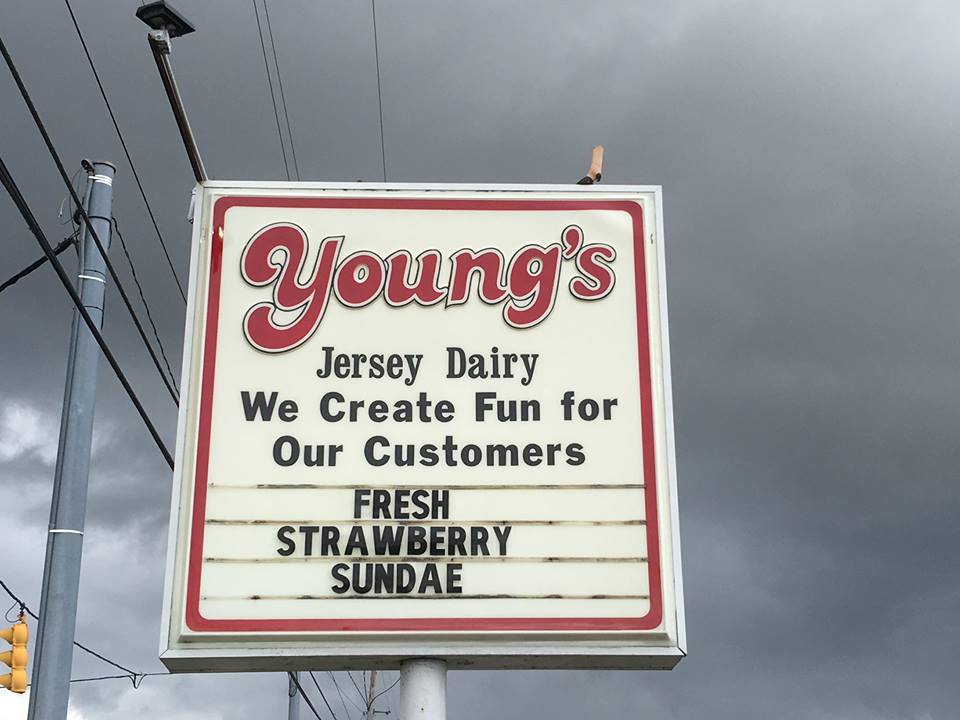 Young's
Jersey Dairy
We Create Fun for
Our Customers
FRESH
STRAWBERRY
SUNDAE